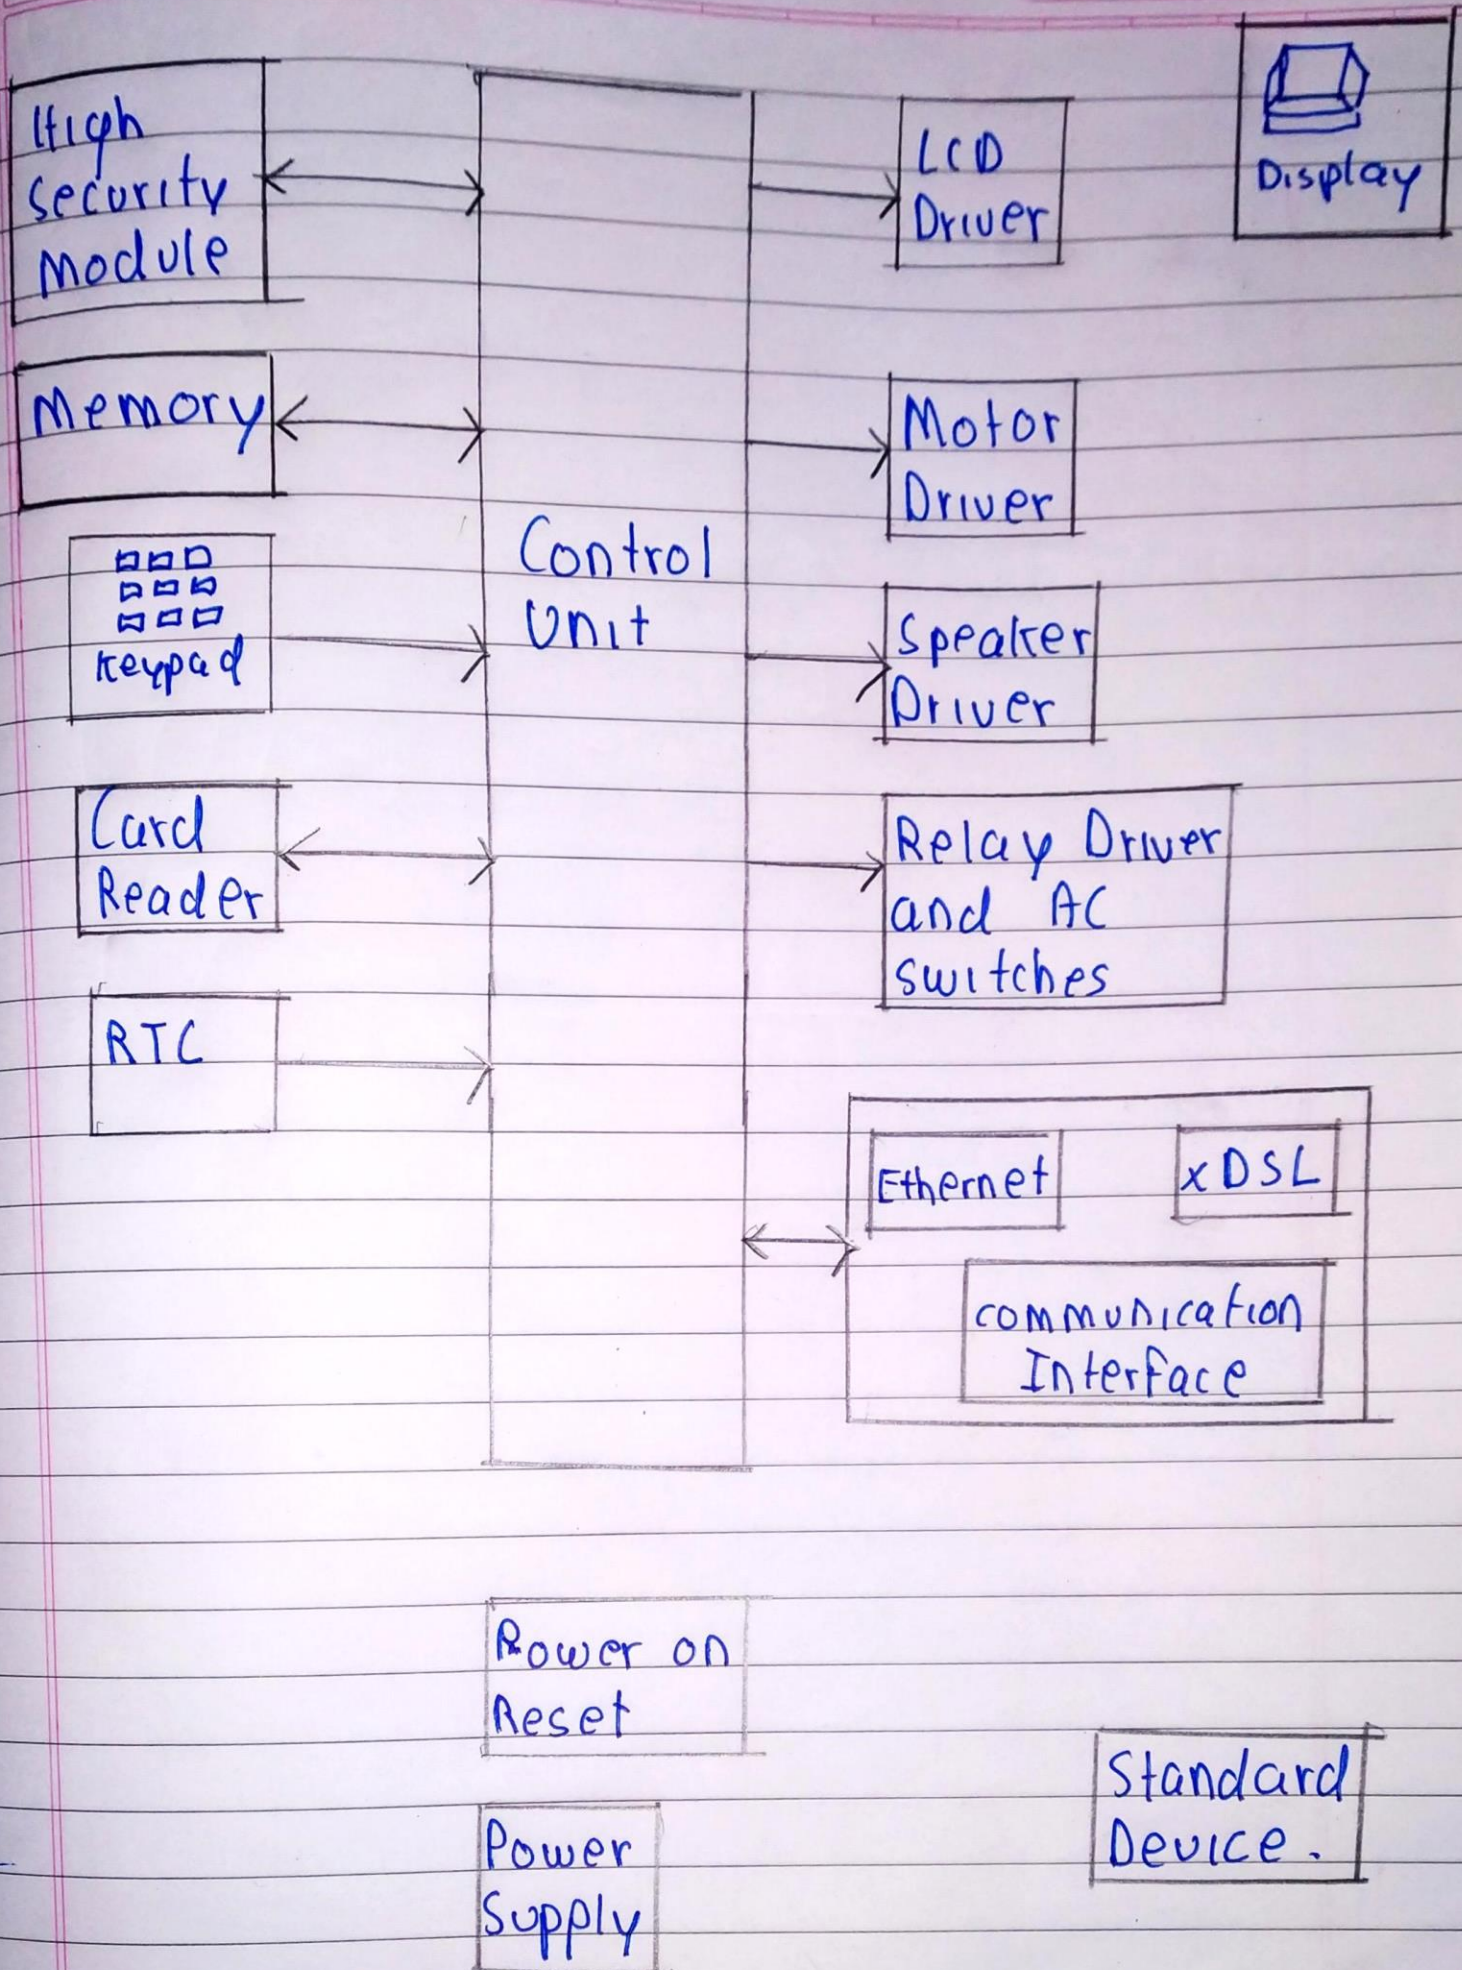 High
Security
Module
Memory
Keypad
Card
Reader
RTC
Control
Unit
LCD
Driver
Display
Motor
Driver
Speaker
Driver
Relay Driver
and AC
switches
Ethernet
xDSL
communication
Interface
Power on
Reset
Power
Supply
Standard
Device.